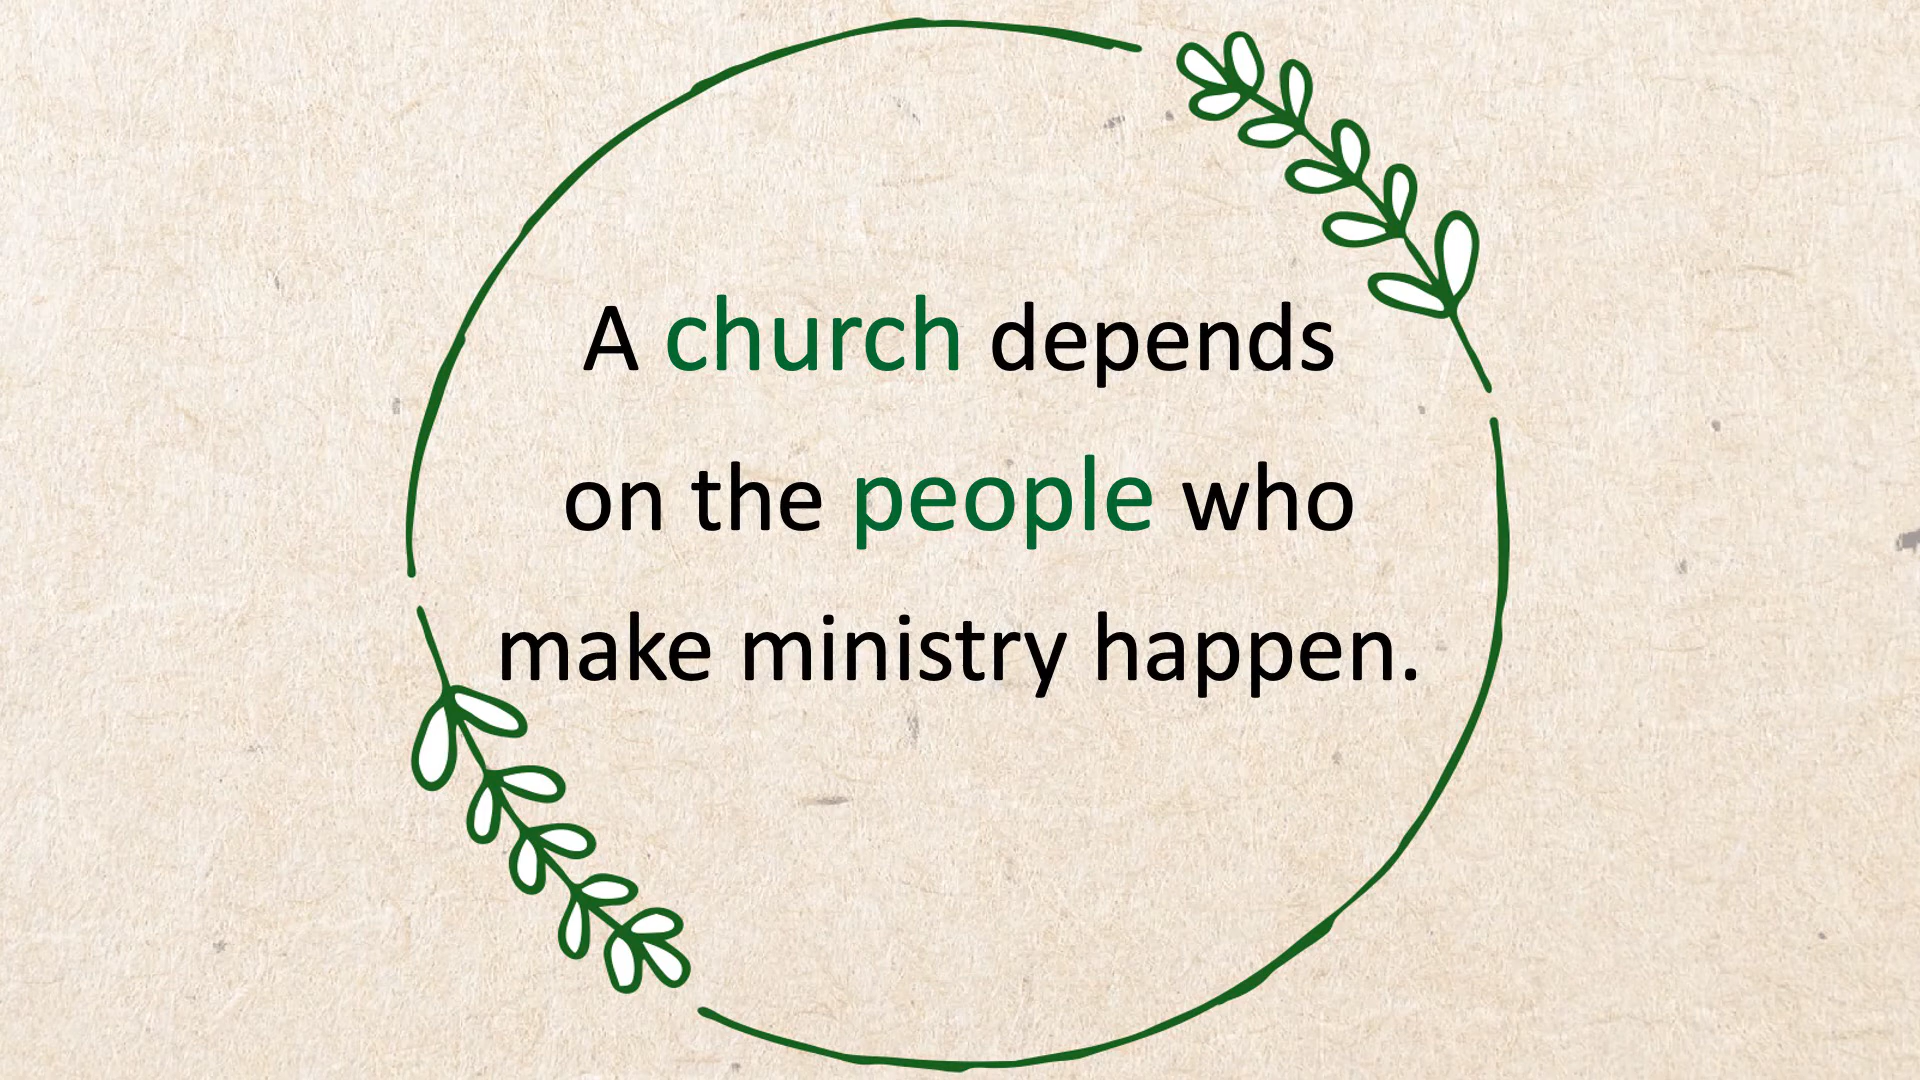 A church depends
on the people who
make ministry happen.